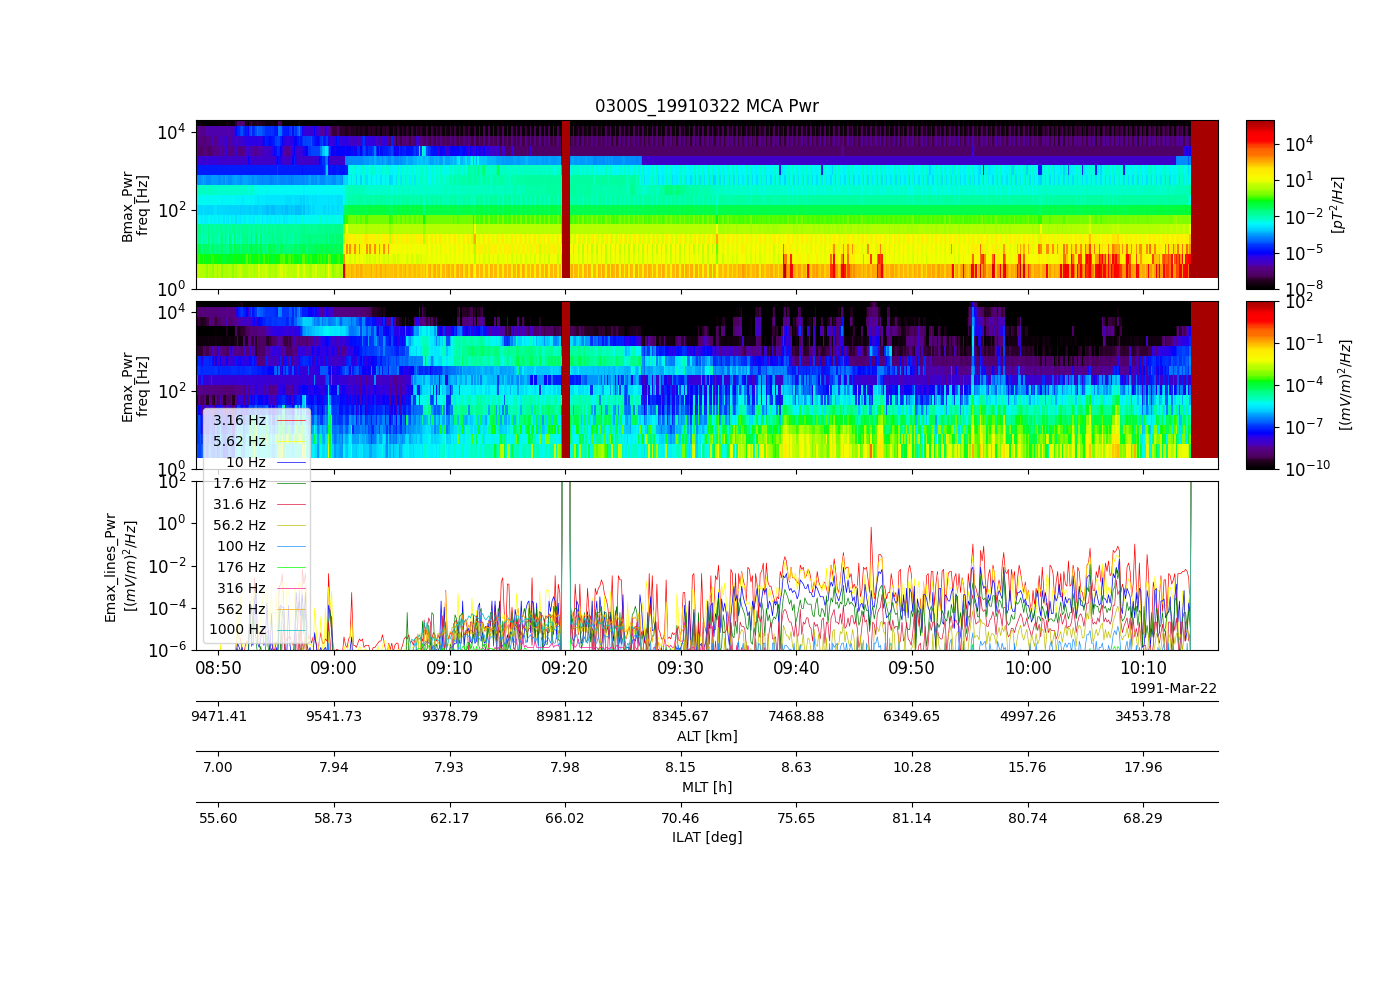 0300S_19910322 MCA Pwr
10^4
10^2
10^0
Bmax_Pwr
freq [Hz]
10^4
10^1
10^-2
10^-5
10^-8
[pT^2/Hz]
10^4
10^2
10^0
Emax_Pwr
freq [Hz]
10^2
10^-1
10^-4
10^-7
10^-10
[(mV/m)^2/Hz]
3.16 Hz
5.62 Hz
10 Hz
17.6 Hz
31.6 Hz
56.2 Hz
100 Hz
176 Hz
316 Hz
562 Hz
1000 Hz
10^2
10^0
10^-2
10^-4
10^-6
Emax_lines_Pwr
[(mV/m)^2/Hz]
08:50 09:00 09:10 09:20 09:30 09:40 09:50 10:00 10:10
1991-Mar-22
9471.41 9541.73 9378.79 8981.12 8345.67 7468.88 6349.65 4997.26 3453.78
ALT [km]
7.00 7.94 7.93 7.98 8.15 8.63 10.28 15.76 17.96
MLT [h]
55.60 58.73 62.17 66.02 70.46 75.65 81.14 80.74 68.29
ILAT [deg]